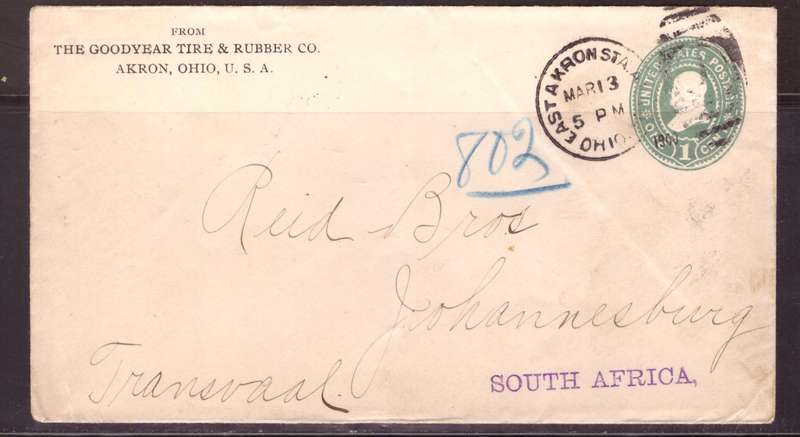 FROM
THE GOODYEAR TIRE & RUBBER CO.
AKRON, OHIO, U. S. A.
EAST AKRON STA.
MAR 13
5 PM
OHIO
UNITED STATES POST
1
802
Reid Bros
Johannesburg
Transvaal.
SOUTH AFRICA,